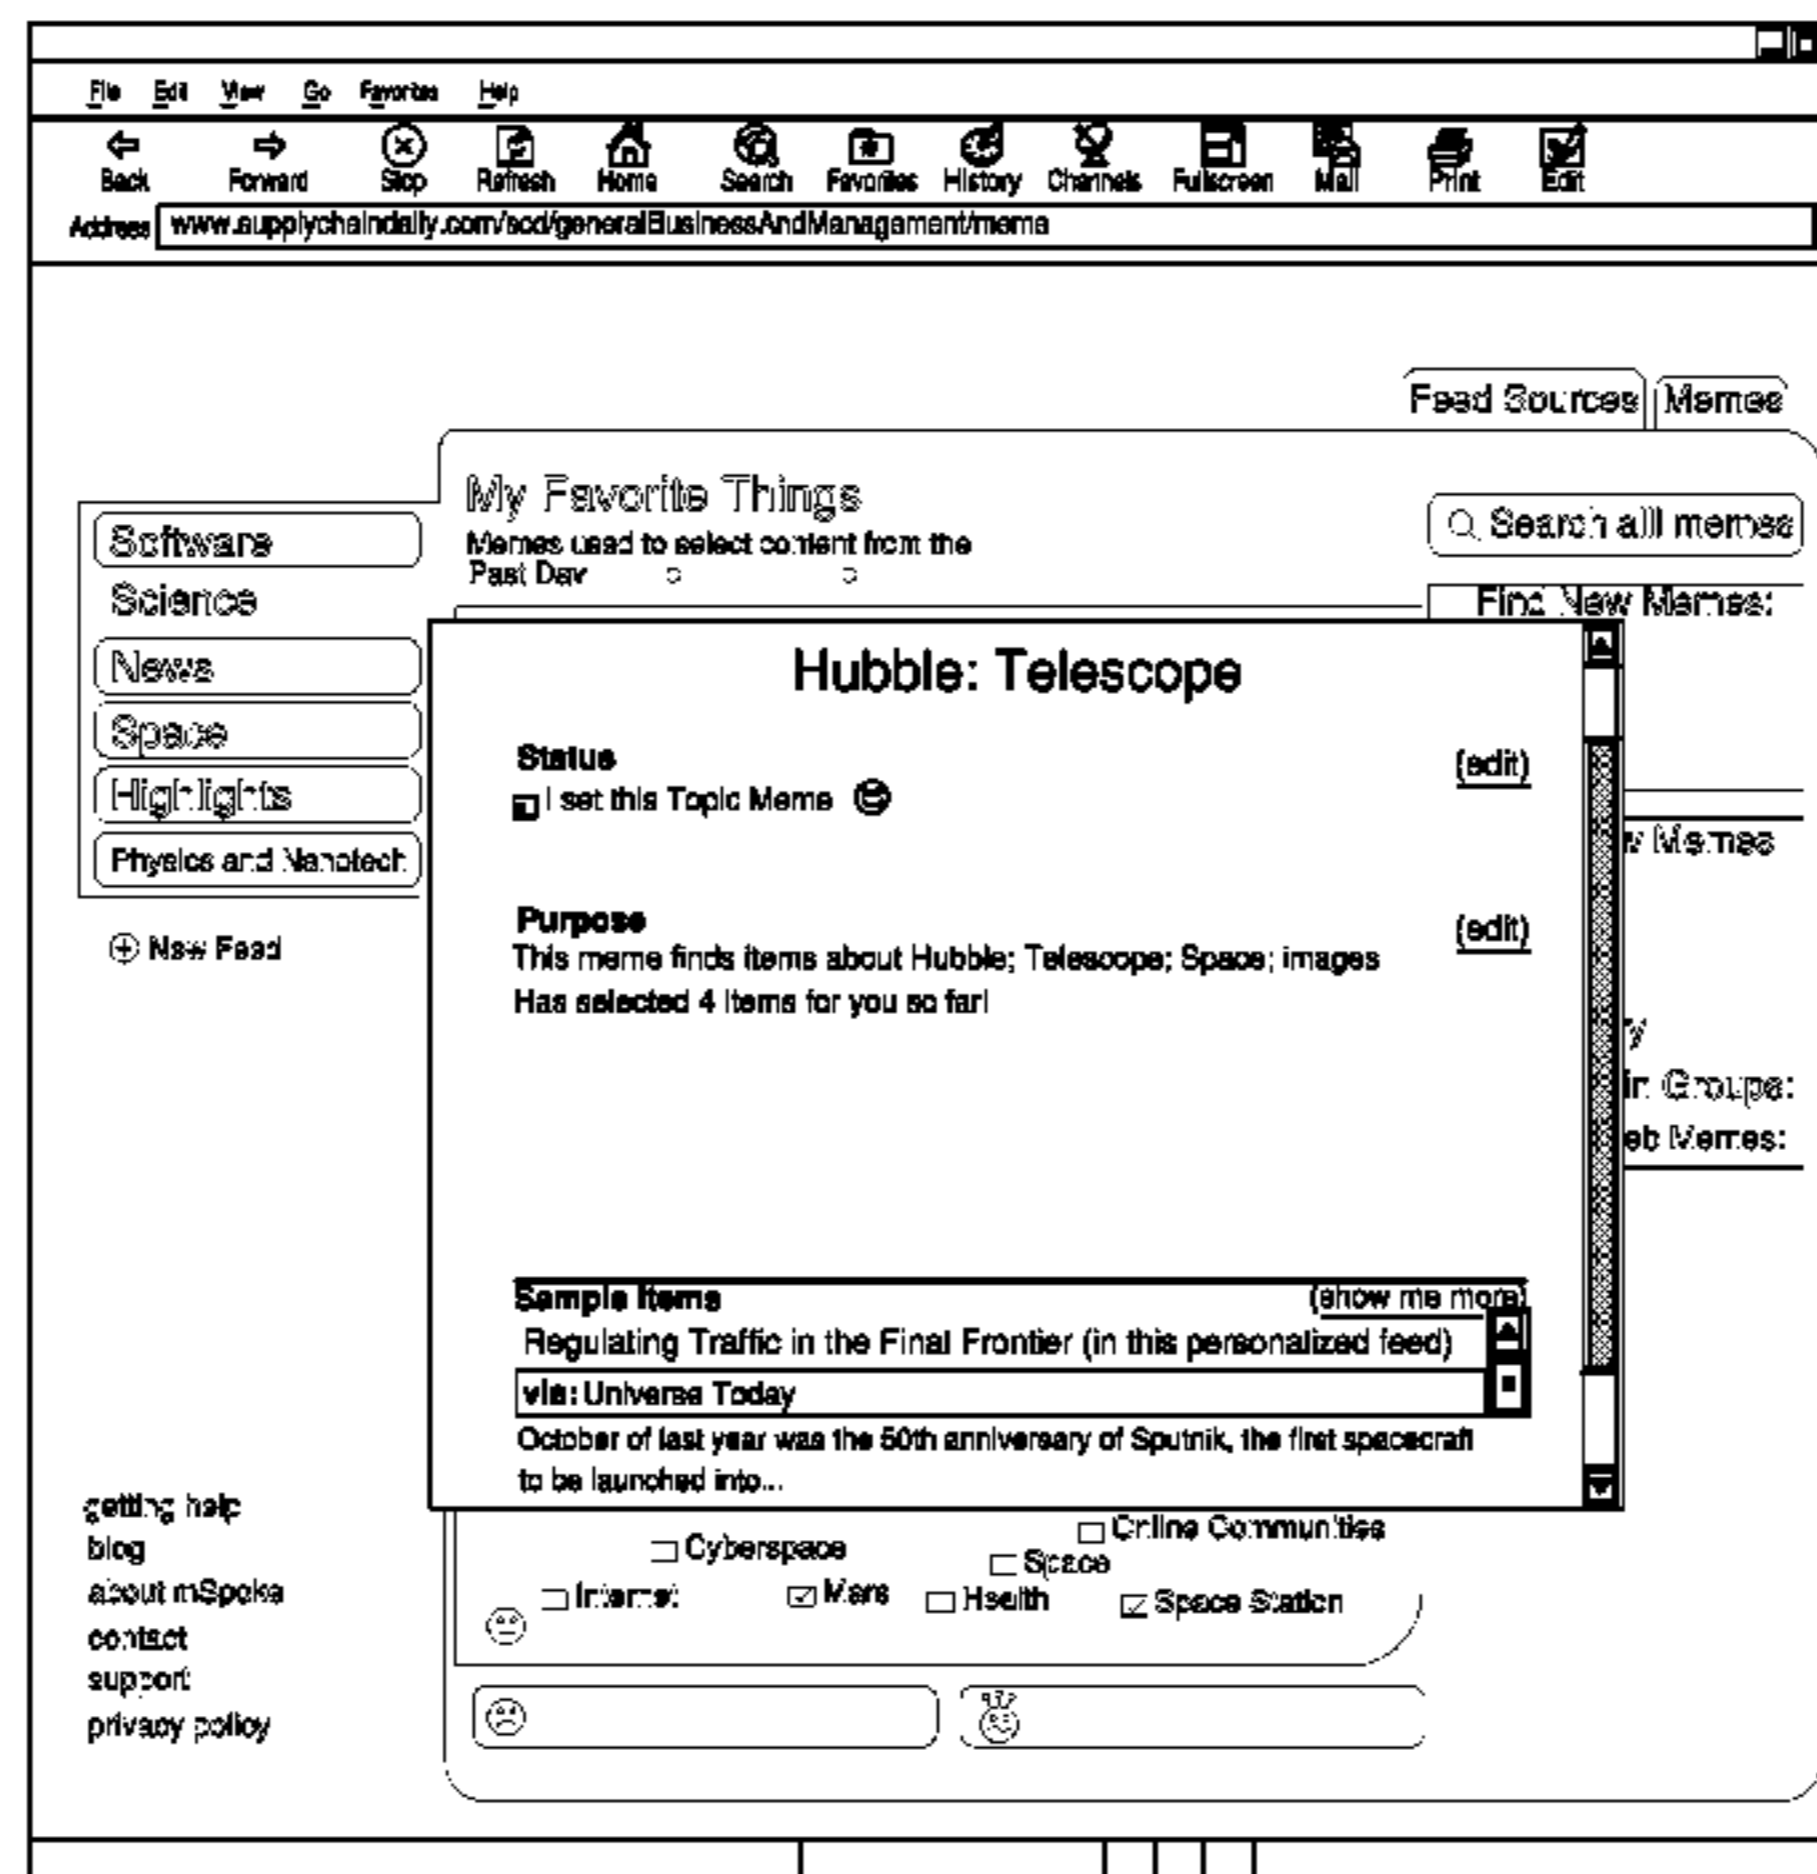 File Edit View Go Favorites Help
Back Forward Stop Refresh Home Search Favorites History Channels Fullscreen Mail Print Edit
Address www.supplychaindaily.com/scd/generalBusinessAndManagement/meme
Feed Sources Memes
My Favorite Things
Memes used to select content from the
Past Day
Search alll memes
Find New Memes:
Software
Science
News
Space
Highlights
Physics and Nanotech
New Feed
Hubble: Telescope
Status (edit)
I set this Topic Meme
Purpose (edit)
This meme finds items about Hubble; Telescope; Space; images
Has selected 4 items for you so far!
Sample Items (show me more)
Regulating Traffic in the Final Frontier (in this personalized feed)
via: Universe Today
October of last year was the 50th anniversary of Sputnik, the first spacecraft
to be launched into...
w Memes
y
in Groups:
eb Memes:
Online Communities
Cyberspace Space
Internet Mars Health Space Station
getting help
blog
about mSpoke
contact
support
privacy policy